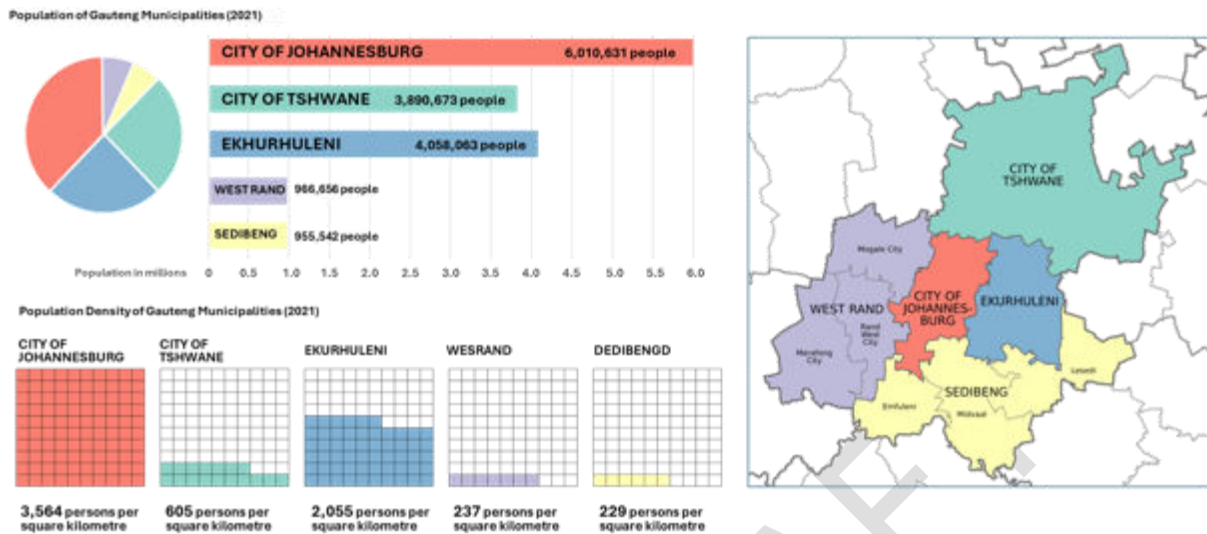 Population of Gauteng Municipalities (2021)
CITY OF JOHANNESBURG 6,010,631 people
CITY OF TSHWANE 3,890,673 people
EKHURHULENI 4,058,063 people
WEST RAND 966,656 people
SEDIBENG 955,542 people
Population in millions 0 0.5 1.0 1.5 2.0 2.5 3.0 3.5 4.0 4.5 5.0 5.5 6.0
Population Density of Gauteng Municipalities (2021)
CITY OF
JOHANNESBURG
CITY OF
TSHWANE
EKURHULENI
WESRAND
DEDIBENGD
3,564 persons per
square kilometre
605 persons per
square kilometre
2,055 persons per
square kilometre
237 persons per
square kilometre
229 persons per
square kilometre
CITY OF
TSHWANE
Mogale City
WEST RAND
Rand
West
City
Merafong
City
CITY OF
JOHANNES-
BURG
EKURHULENI
SEDIBENG
Emfuleni
Midvaal
Lesedi